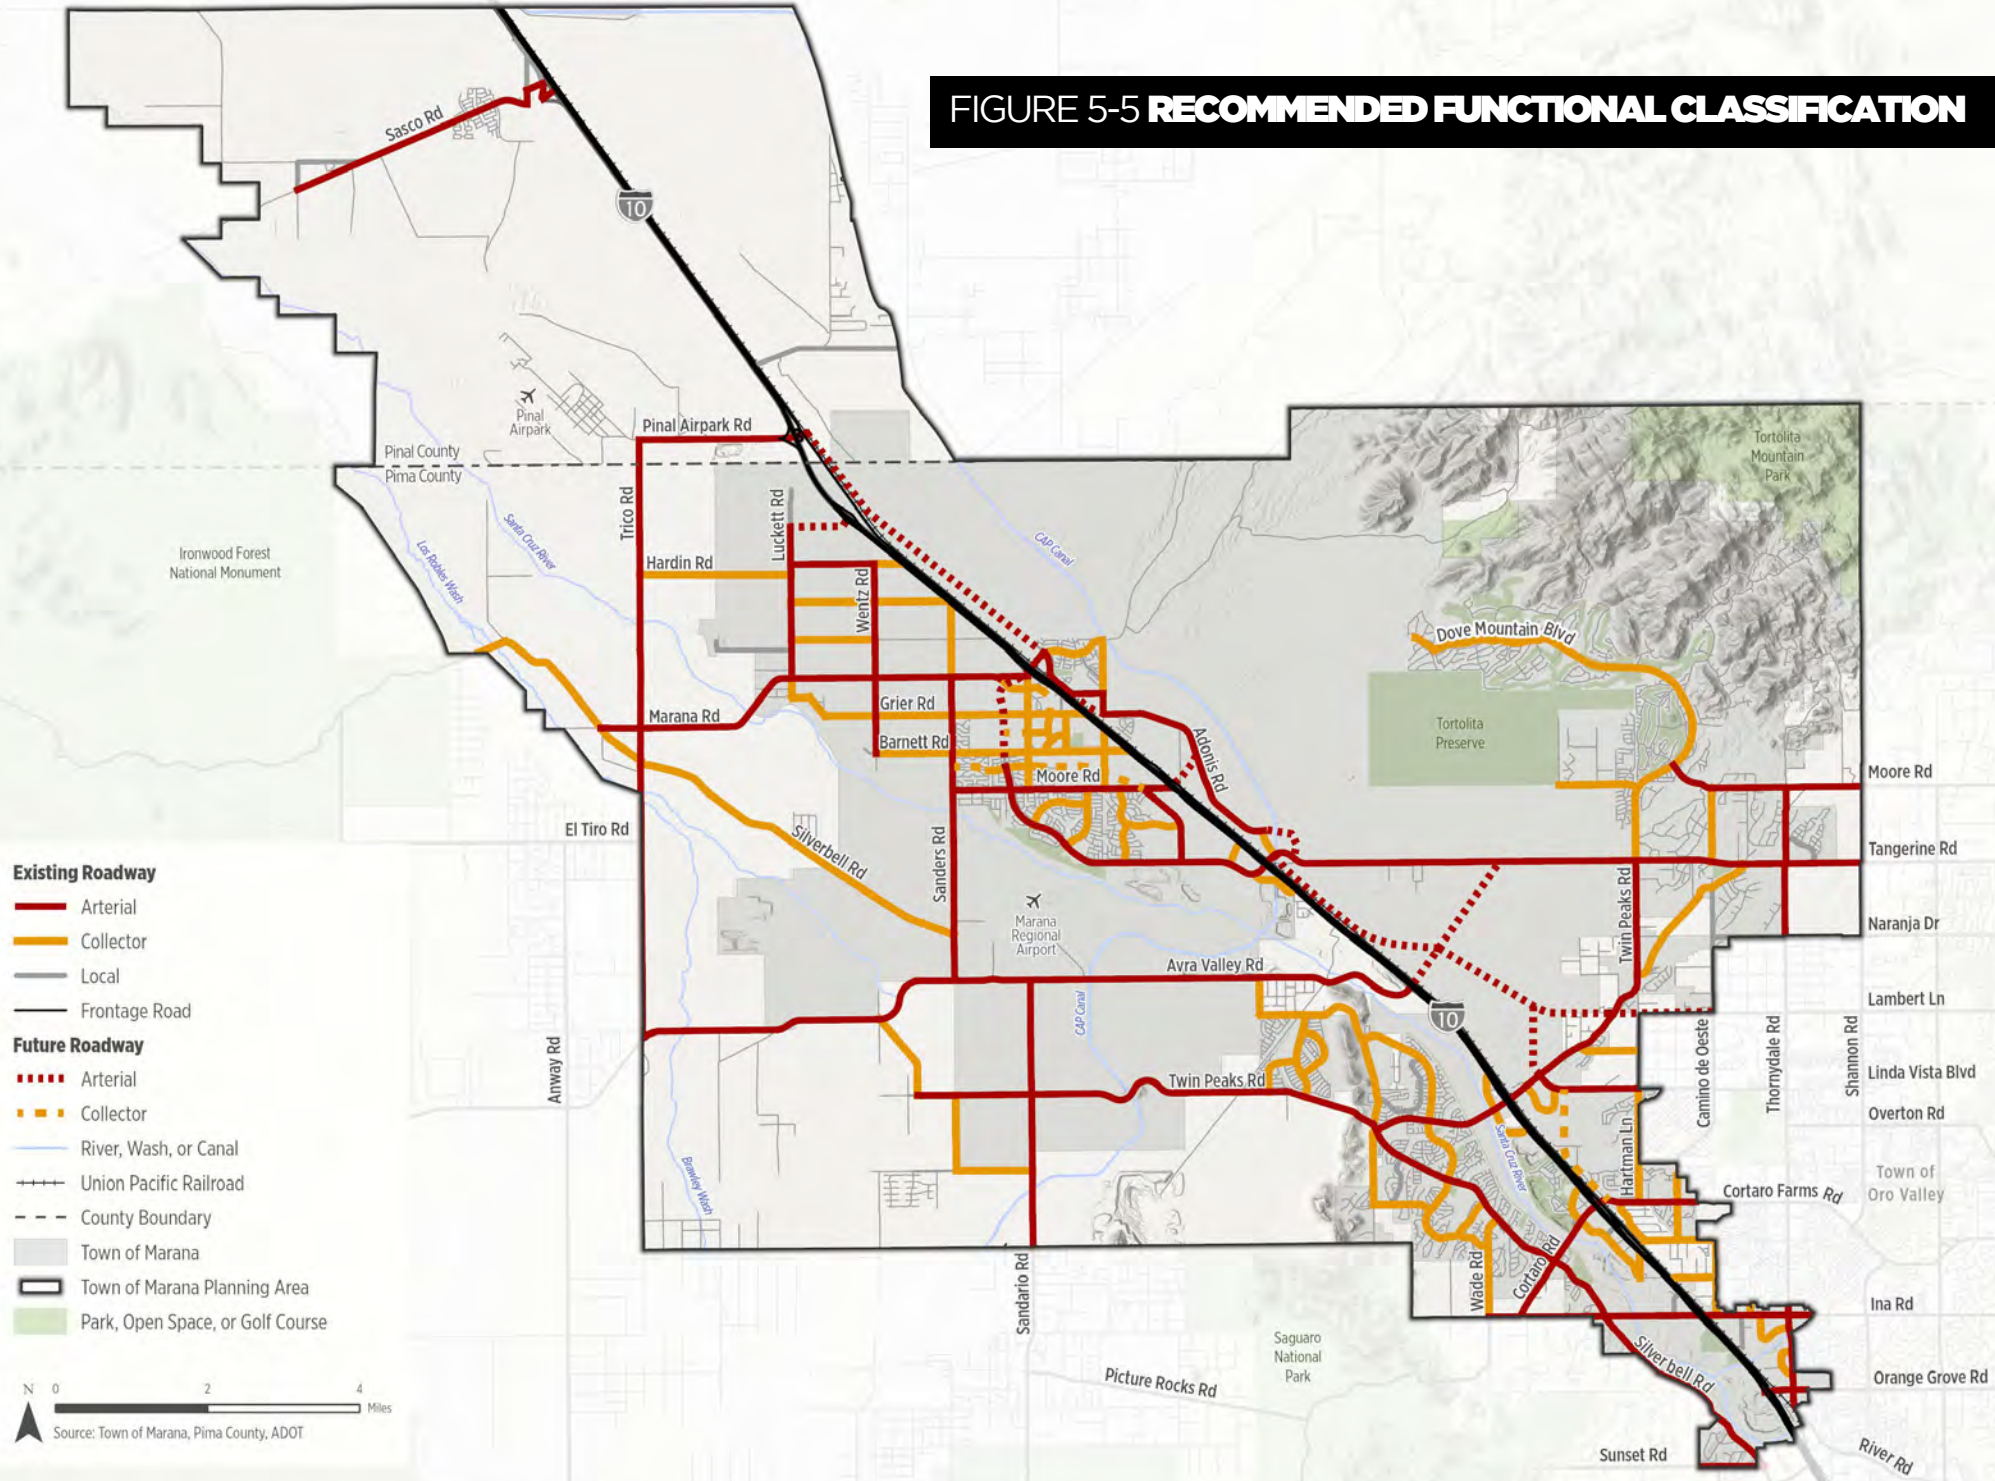 FIGURE 5-5 RECOMMENDED FUNCTIONAL CLASSIFICATION
Sasco Rd
10
Pinal
Airpark
Pinal Airpark Rd
Pinal County
Pima County
Tortolita
Mountain
Park
Trico Rd
Luckett Rd
Santa Cruz River
Los Robles Wash
CAP Canal
Ironwood Forest
National Monument
Hardin Rd
Wentz Rd
Dove Mountain Blvd
Grier Rd
Marana Rd
Barnett Rd
Tortolita
Preserve
Adonis Rd
Moore Rd
Moore Rd
El Tiro Rd
Silverbell Rd
Sanders Rd
Tangerine Rd
Twin Peaks Rd
Marana
Regional
Airport
Naranja Dr
Avra Valley Rd
CAP Canal
10
Lambert Ln
Anway Rd
Camino de Oeste
Thornydale Rd
Shannon Rd
Twin Peaks Rd
Linda Vista Blvd
Overton Rd
Hartman Ln
Santa Cruz River
Brawley Wash
Town of
Oro Valley
Cortaro Farms Rd
Sandario Rd
Wade Rd
Cortaro Rd
Ina Rd
Saguaro
National
Park
Silverbell Rd
Picture Rocks Rd
Orange Grove Rd
Sunset Rd
River Rd
Existing Roadway
Arterial
Collector
Local
Frontage Road
Future Roadway
Arterial
Collector
River, Wash, or Canal
Union Pacific Railroad
County Boundary
Town of Marana
Town of Marana Planning Area
Park, Open Space, or Golf Course
N 0 2 4
Miles
Source: Town of Marana, Pima County, ADOT